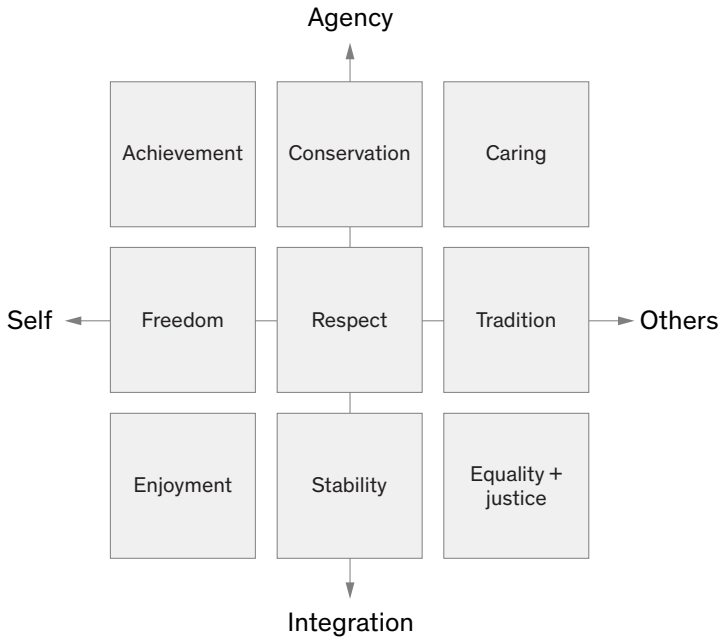 Agency
Achievement
Conservation
Caring
Self
Freedom
Respect
Tradition
Others
Enjoyment
Stability
Equality +
justice
Integration